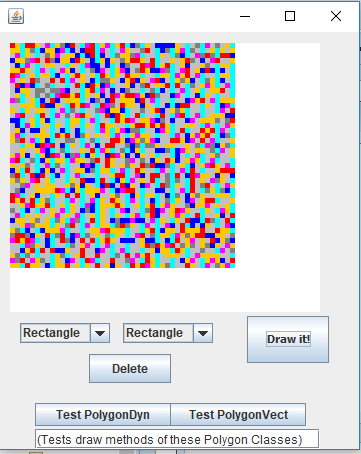 Rectangle Rectangle Draw it!
Delete
Test PolygonDyn Test PolygonVect
(Tests draw methods of these Polygon Classes)